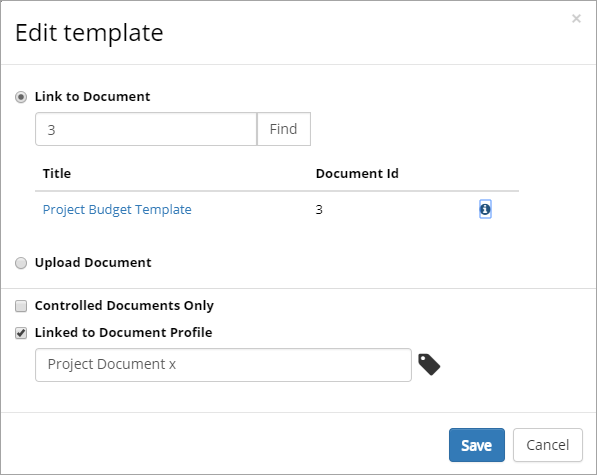 Edit template
×
Link to Document
3 Find
Title Document Id
Project Budget Template 3
Upload Document
Controlled Documents Only
Linked to Document Profile
Project Document x
Save Cancel